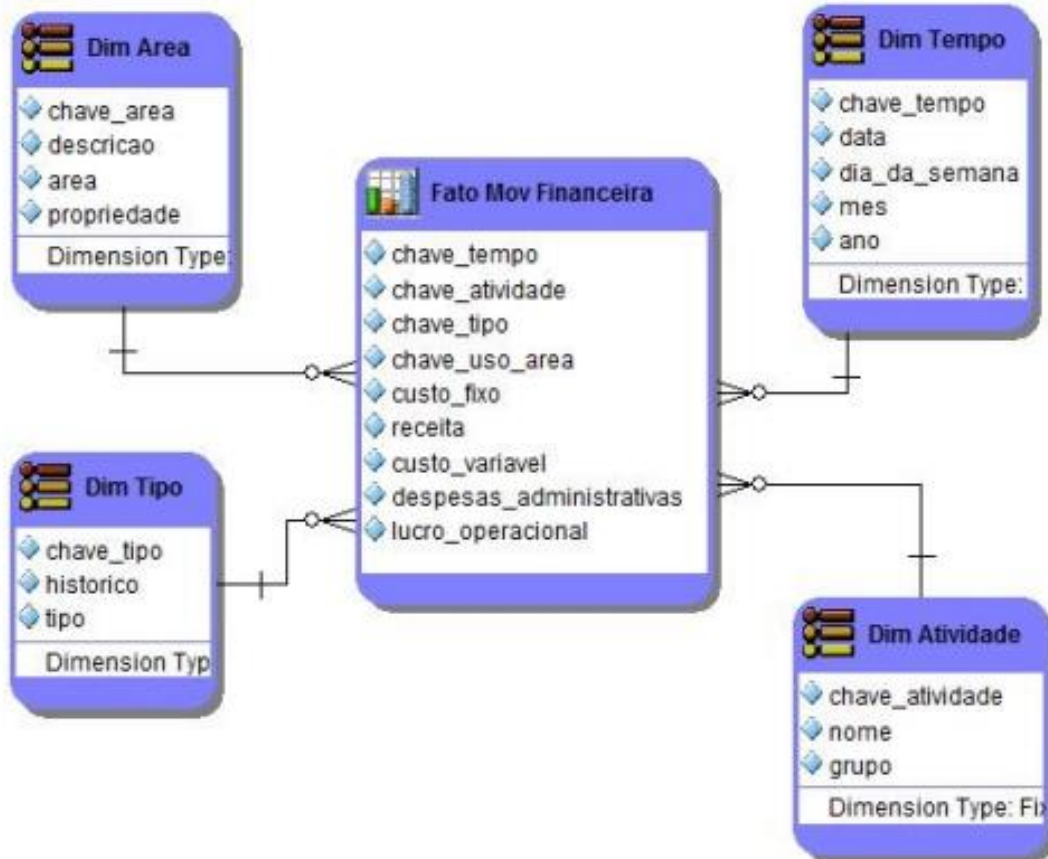 Dim Area
chave_area
descricao
area
propriedade
Dimension Type:
Dim Tempo
chave_tempo
data
dia_da_semana
mes
ano
Dimension Type:
Fato Mov Financeira
chave_tempo
chave_atividade
chave_tipo
chave_uso_area
custo_fixo
receita
custo_variavel
despesas_administrativas
lucro_operacional
Dim Tipo
chave_tipo
historico
tipo
Dimension Typ
Dim Atividade
chave_atividade
nome
grupo
Dimension Type: Fix